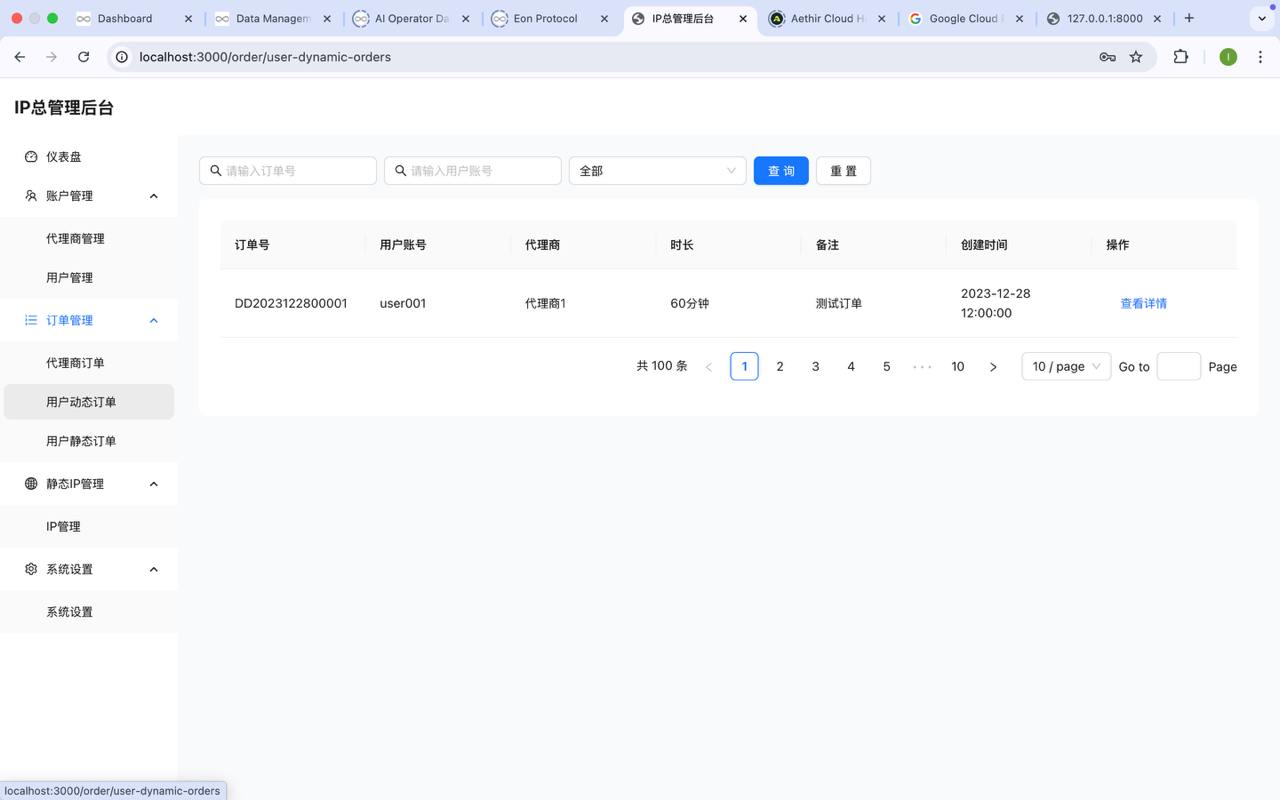 Dashboard
Data Managem
AI Operator Da
Eon Protocol
IP总管理后台
Aethir Cloud H
Google Cloud
127.0.0.1:8000
localhost:3000/order/user-dynamic-orders
I
IP总管理后台
仪表盘
账户管理
代理商管理
用户管理
订单管理
代理商订单
用户动态订单
用户静态订单
静态IP管理
IP管理
系统设置
系统设置
请输入订单号
请输入用户账号
全部
查 询
重 置
订单号 用户账号 代理商 时长 备注 创建时间 操作
DD2023122800001 user001 代理商1 60分钟 测试订单 2023-12-28 查看详情
12:00:00
共 100 条 1 2 3 4 5 ••• 10 10 / page Go to Page
localhost:3000/order/user-dynamic-orders